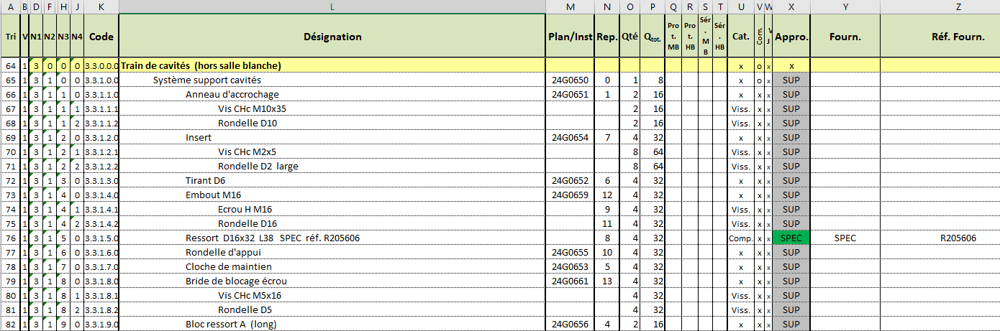 A B D F H J K L M N O P Q R S T U V W X Y Z
Tri V N1 N2 N3 N4 Code Désignation Plan/Inst Rep. Qté Qtot. Prot. MB Prot. HB Sér. MB Sér. HB Cat. Com. VJ Appro. Fourn. Réf. Fourn.
64 1 3 0 0 0 3.3.0.0.0 Train de cavités (hors salle blanche) x o x x
65 1 3 1 0 0 3.3.1.0.0 Système support cavités 24G0650 0 1 8 x o x SUP
66 1 3 1 1 0 3.3.1.1.0 Anneau d'accrochage 24G0651 1 2 16 x x x SUP
67 1 3 1 1 1 3.3.1.1.1 Vis CHc M10x35 2 16 Viss. x x SUP
68 1 3 1 1 2 3.3.1.1.2 Rondelle D10 2 16 Viss. x x SUP
69 1 3 1 2 0 3.3.1.2.0 Insert 24G0654 7 4 32 x x x SUP
70 1 3 1 2 1 3.3.1.2.1 Vis CHc M2x5 8 64 Viss. x x SUP
71 1 3 1 2 2 3.3.1.2.2 Rondelle D2 large 8 64 Viss. x x SUP
72 1 3 1 3 0 3.3.1.3.0 Tirant D6 24G0652 6 4 32 x x x SUP
73 1 3 1 4 0 3.3.1.4.0 Embout M16 24G0659 12 4 32 x x x SUP
74 1 3 1 4 1 3.3.1.4.1 Ecrou H M16 9 4 32 Viss. x x SUP
75 1 3 1 4 2 3.3.1.4.2 Rondelle D16 11 4 32 Viss. x x SUP
76 1 3 1 5 0 3.3.1.5.0 Ressort D16x32 L38 SPEC réf. R205606 8 4 32 Comp. x x SPEC SPEC R205606
77 1 3 1 6 0 3.3.1.6.0 Rondelle d'appui 24G0655 10 4 32 x x x SUP
78 1 3 1 7 0 3.3.1.7.0 Cloche de maintien 24G0653 5 4 32 x x x SUP
79 1 3 1 8 0 3.3.1.8.0 Bride de blocage écrou 24G0661 13 4 32 x x x SUP
80 1 3 1 8 1 3.3.1.8.1 Vis CHc M5x16 4 32 Viss. x x SUP
81 1 3 1 8 2 3.3.1.8.2 Rondelle D5 4 32 Viss. x x SUP
82 1 3 1 9 0 3.3.1.9.0 Bloc ressort A (long) 24G0656 4 2 16 x x x SUP